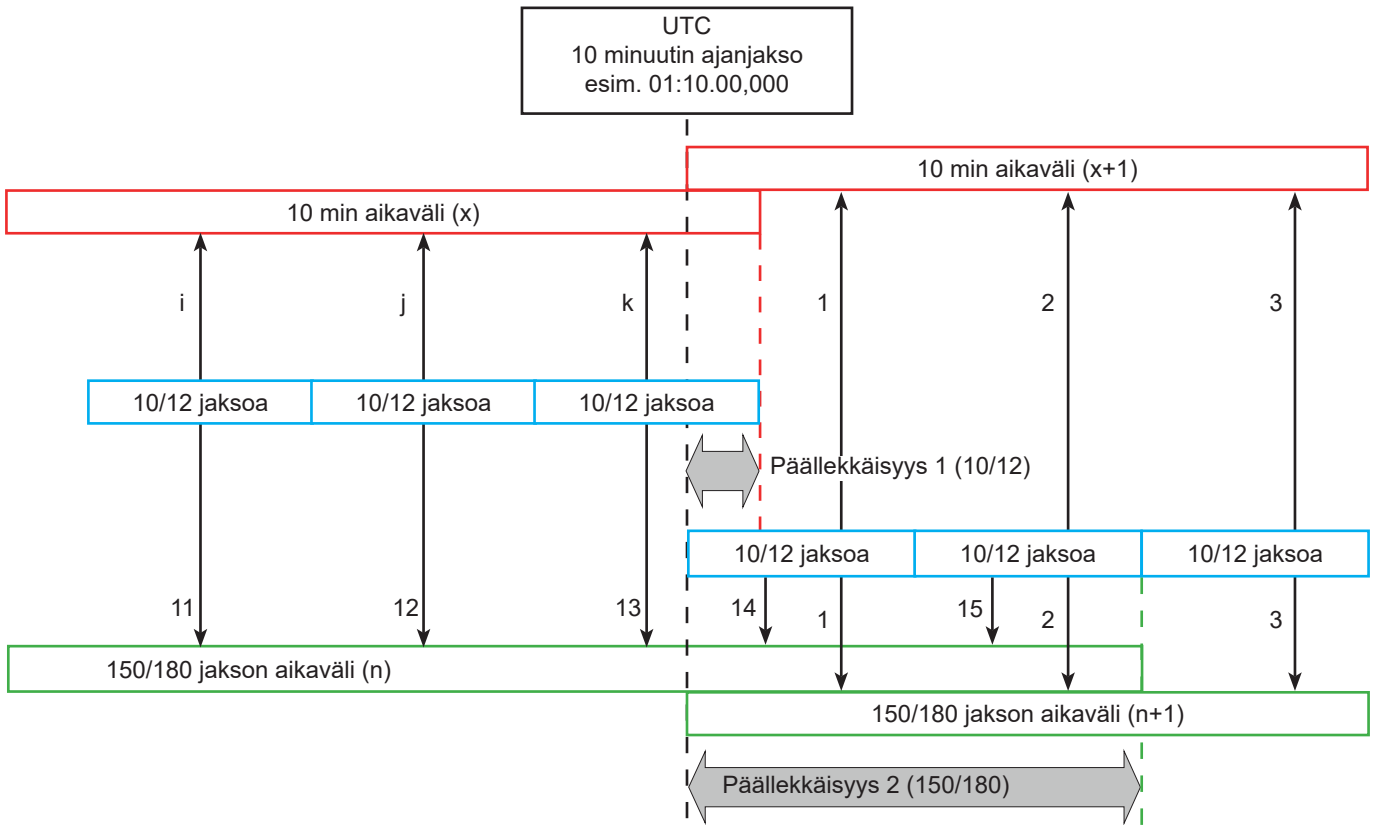 UTC
10 minuutin ajanjakso
esim. 01:10.00,000
10 min aikaväli (x+1)
10 min aikaväli (x)
i
j
k
1
2
3
10/12 jaksoa
10/12 jaksoa
10/12 jaksoa
Päällekkäisyys 1 (10/12)
10/12 jaksoa
10/12 jaksoa
10/12 jaksoa
11
12
13
14
1
15
2
3
150/180 jakson aikaväli (n)
150/180 jakson aikaväli (n+1)
Päällekkäisyys 2 (150/180)